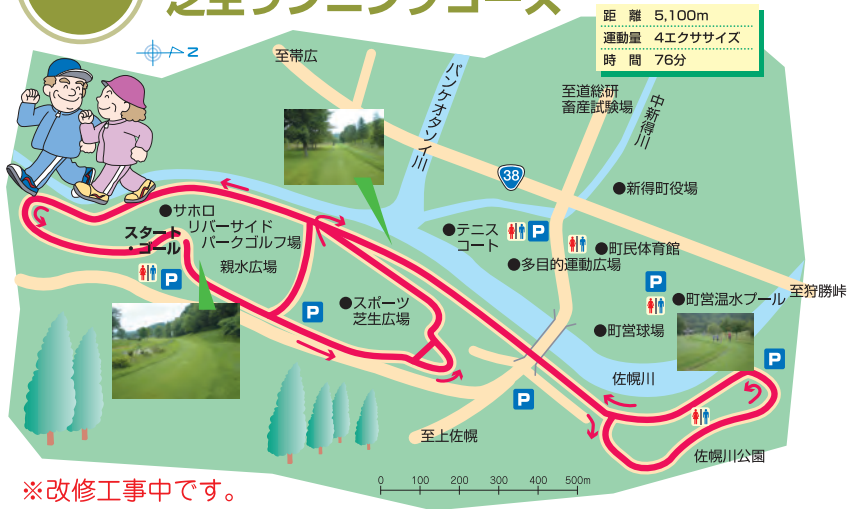 芝生ランニングコース
距 離 5,100m
運動量 4エクササイズ
時 間 76分
N
至帯広
パンケオタソイ川
至道総研
畜産試験場
中新得川
38
●新得町役場
●サホロ
リバーサイド
パークゴルフ場
スタート
・ゴール
親水広場
●テニス
コート
P
●町民体育館
●多目的運動広場
P
●町営温水プール
至狩勝峠
P
●スポーツ
芝生広場
P
●町営球場
P
佐幌川
P
至上佐幌
佐幌川公園
※改修工事中です。
0 100 200 300 400 500m